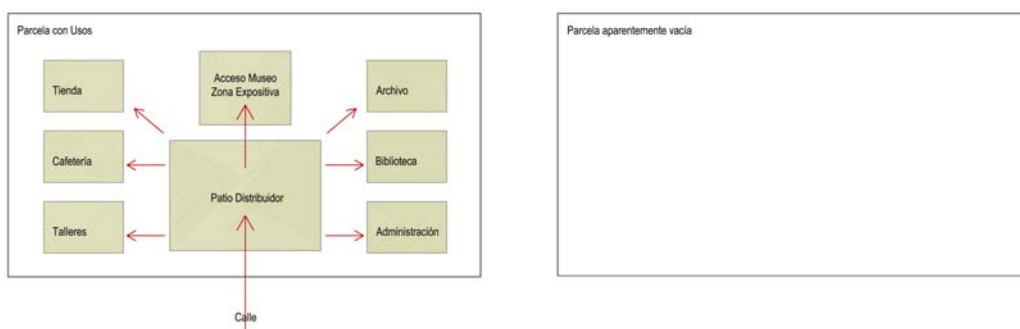 Parcela con Usos
Parcela aparentemente vacía
Tienda
Acceso Museo
Zona Expositiva
Archivo
Cafetería
Biblioteca
Patio Distribuidor
Talleres
Administración
Calle